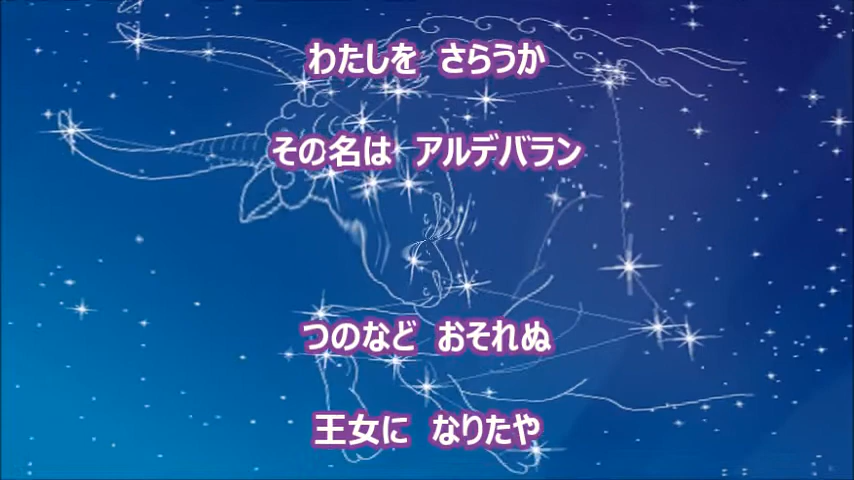 わたしを さらうか
その名は アルデバラン
つのなど おそれぬ
王女に なりたや